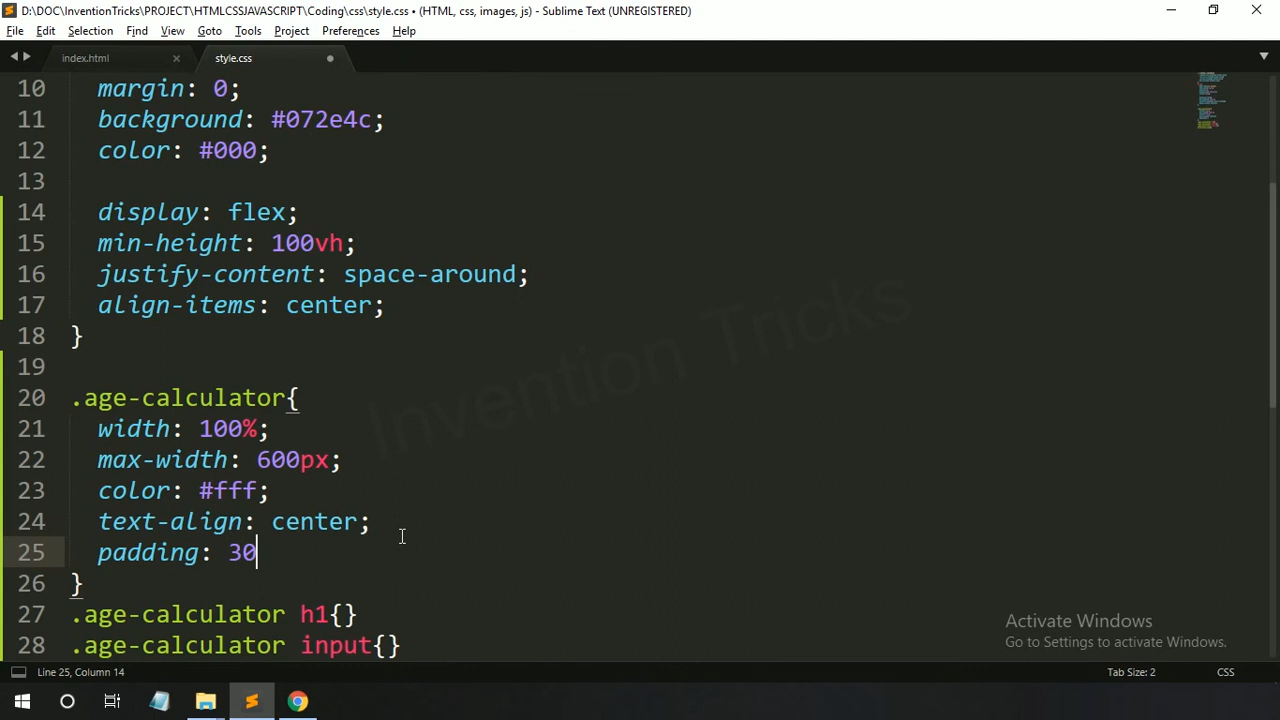 D:\DOC\InventionTricks\PROJECT\HTMLCSSJAVASCRIPT\Coding\css\style.css • (HTML, css, images, js) - Sublime Text (UNREGISTERED)
File Edit Selection Find View Goto Tools Project Preferences Help
index.html style.css
10 margin: 0;
11 background: #072e4c;
12 color: #000;
13
14 display: flex;
15 min-height: 100vh;
16 justify-content: space-around;
17 align-items: center;
18 }
19
20 .age-calculator{
21 width: 100%;
22 max-width: 600px;
23 color: #fff;
24 text-align: center;
25 padding: 30
26 }
27 .age-calculator h1{}
28 .age-calculator input{}
Invention Tricks
Activate Windows
Go to Settings to activate Windows.
Line 25, Column 14 Tab Size: 2 CSS